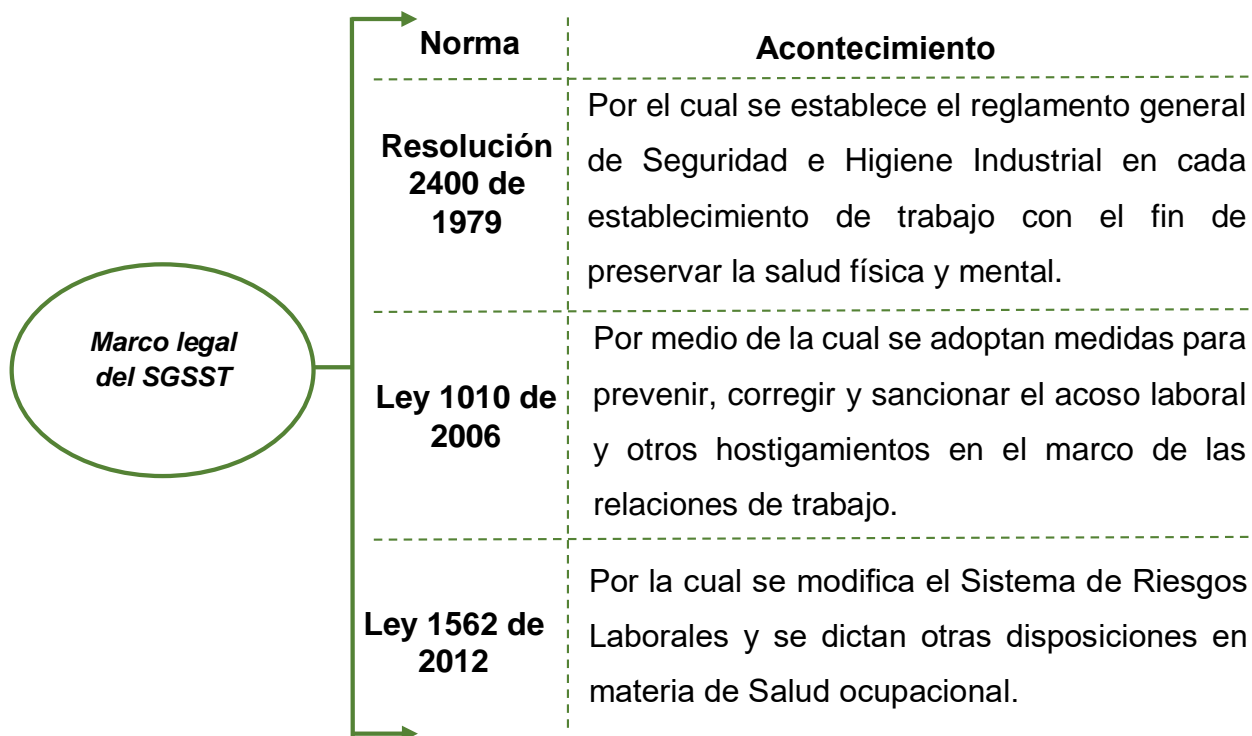 Marco legal
del SGSST
Norma
Acontecimiento
Resolución
2400 de
1979
Por el cual se establece el reglamento general
de Seguridad e Higiene Industrial en cada
establecimiento de trabajo con el fin de
preservar la salud física y mental.
Ley 1010 de
2006
Por medio de la cual se adoptan medidas para
prevenir, corregir y sancionar el acoso laboral
y otros hostigamientos en el marco de las
relaciones de trabajo.
Ley 1562 de
2012
Por la cual se modifica el Sistema de Riesgos
Laborales y se dictan otras disposiciones en
materia de Salud ocupacional.